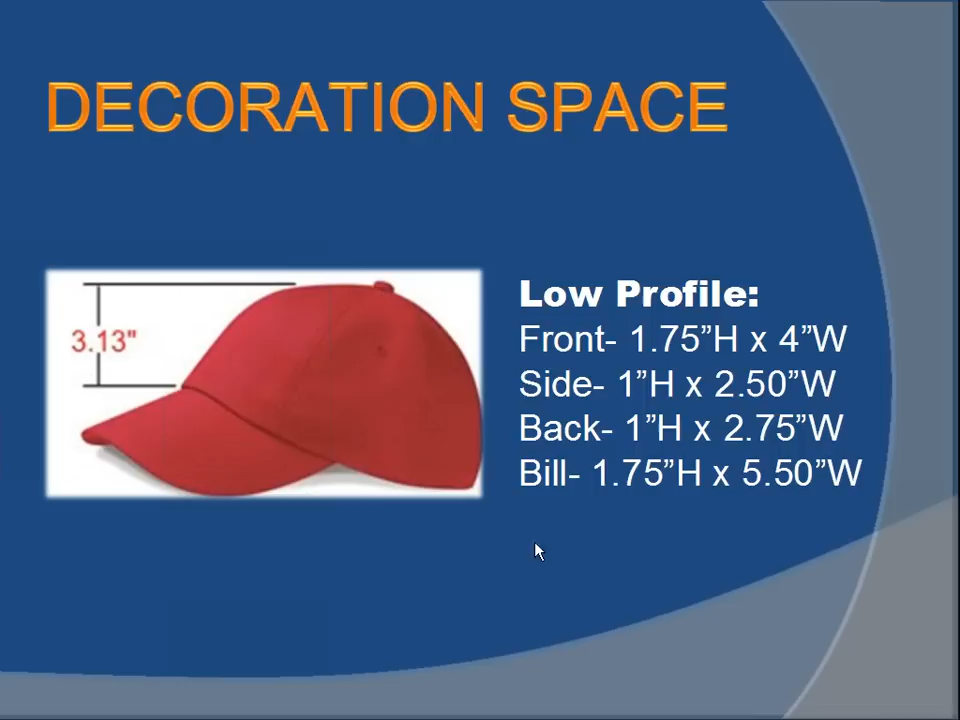 DECORATION SPACE
3.13"
Low Profile:
Front- 1.75”H x 4”W
Side- 1”H x 2.50”W
Back- 1”H x 2.75”W
Bill- 1.75”H x 5.50”W